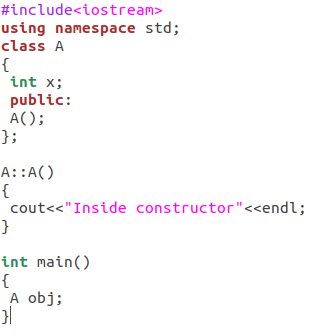 #include<iostream>
using namespace std;
class A
{
 int x;
 public:
 A();
};

A::A()
{
 cout<<"Inside constructor"<<endl;
}

int main()
{
 A obj;
}